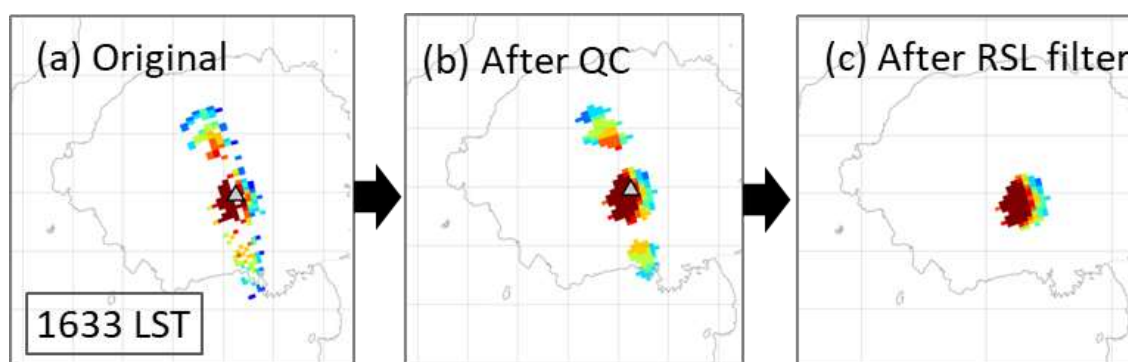 (a) Original
(b) After QC
(c) After RSL filter
1633 LST